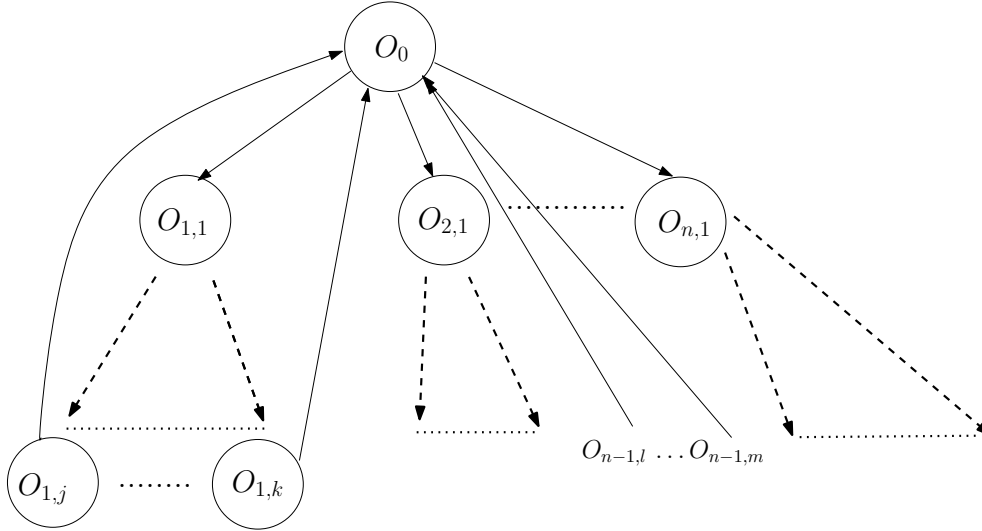 O_0
O_{1,1} O_{2,1} ........ O_{n,1}
O_{1,j} ........ O_{1,k} O_{n-1,l} ... O_{n-1,m}